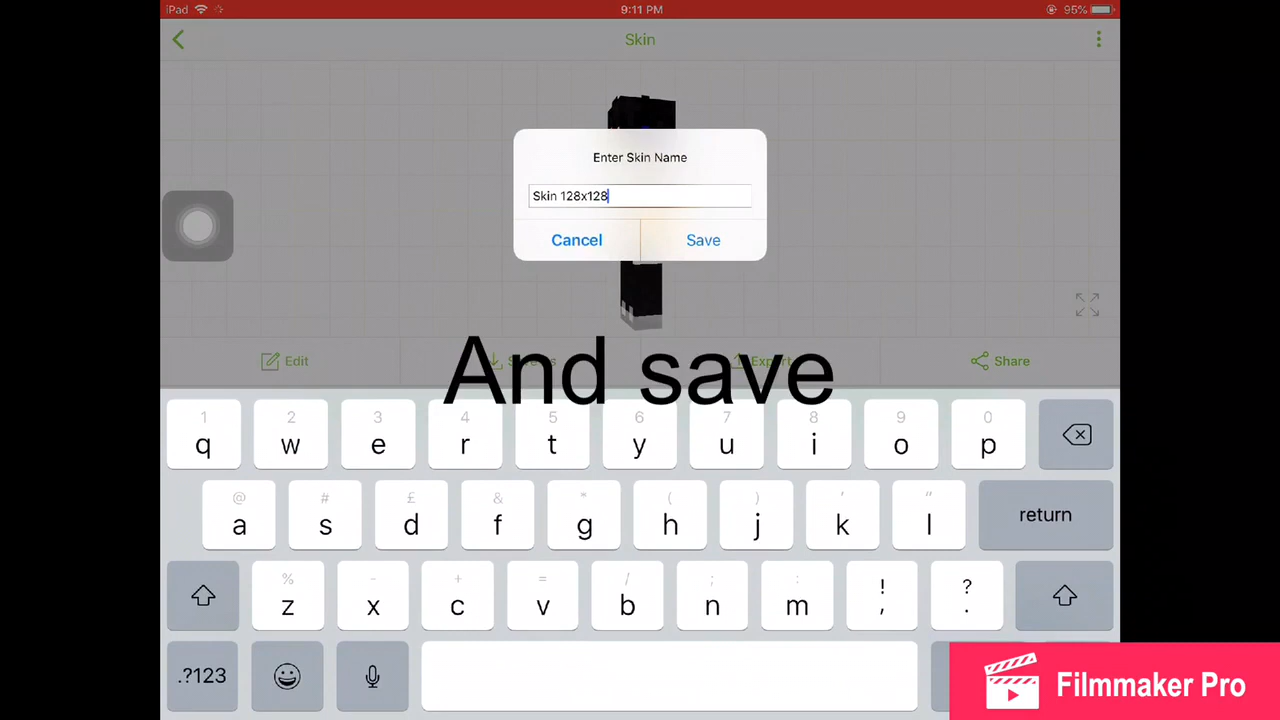 iPad 9:11 PM 95%
Skin
Enter Skin Name
Skin 128x128
Cancel Save
Edit Export Share
And save
1 2 3 4 5 6 7 8 9 0
q w e r t y u i o p
@ # £ & * ( ) ' "
a s d f g h j k l return
% - + = / ; : ! ?
z x c v b n m , .
.?123
Filmmaker Pro